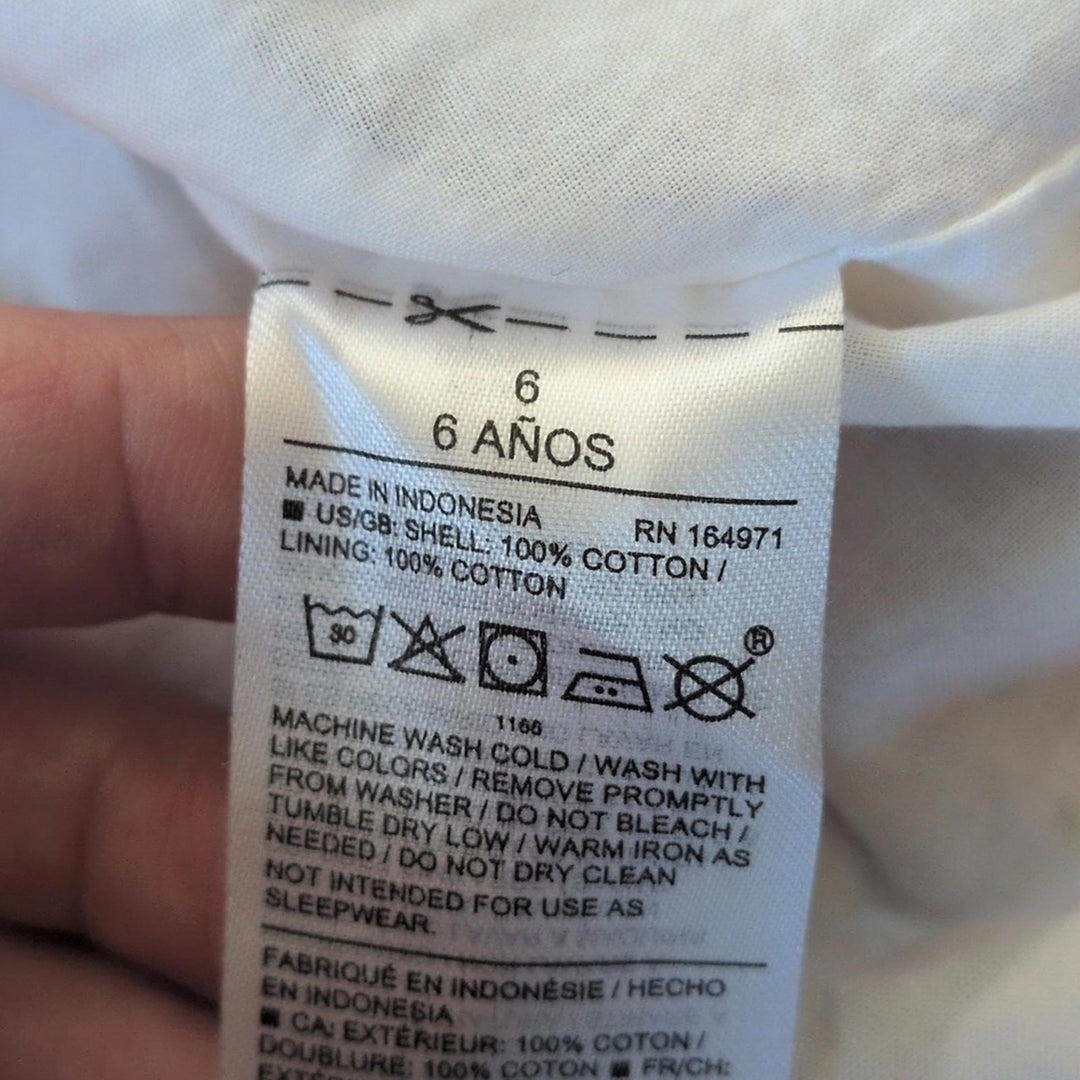 6
6 AÑOS
MADE IN INDONESIA RN 164971
US/GB: SHELL: 100% COTTON /
LINING: 100% COTTON
30
®
1166
MACHINE WASH COLD / WASH WITH
LIKE COLORS / REMOVE PROMPTLY
FROM WASHER / DO NOT BLEACH /
TUMBLE DRY LOW / WARM IRON AS
NEEDED / DO NOT DRY CLEAN
NOT INTENDED FOR USE AS
SLEEPWEAR.
FABRIQUÉ EN INDONÉSIE / HECHO
EN INDONESIA
CA: EXTÉRIEUR: 100% COTON /
DOUBLURE: 100% COTON FR/CH: